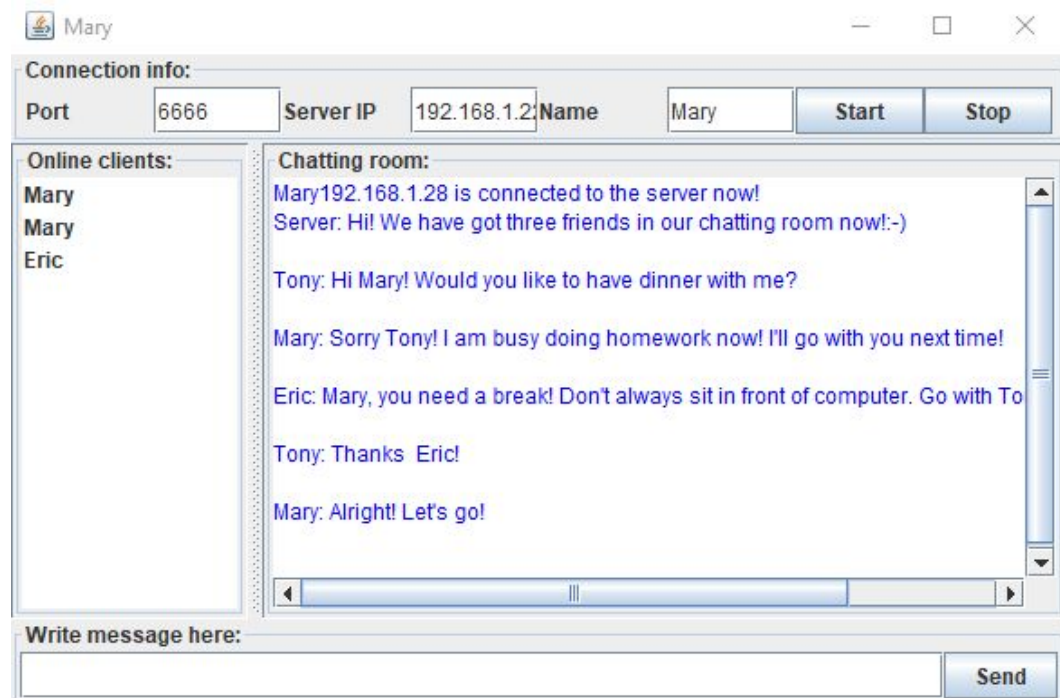 Mary
Connection info:
Port 6666 Server IP 192.168.1.2 Name Mary Start Stop
Online clients:
Mary
Mary
Eric
Chatting room:
Mary192.168.1.28 is connected to the server now!
Server: Hi! We have got three friends in our chatting room now!:-)
Tony: Hi Mary! Would you like to have dinner with me?
Mary: Sorry Tony! I am busy doing homework now! I'll go with you next time!
Eric: Mary, you need a break! Don't always sit in front of computer. Go with To
Tony: Thanks  Eric!
Mary: Alright! Let's go!
Write message here:
Send